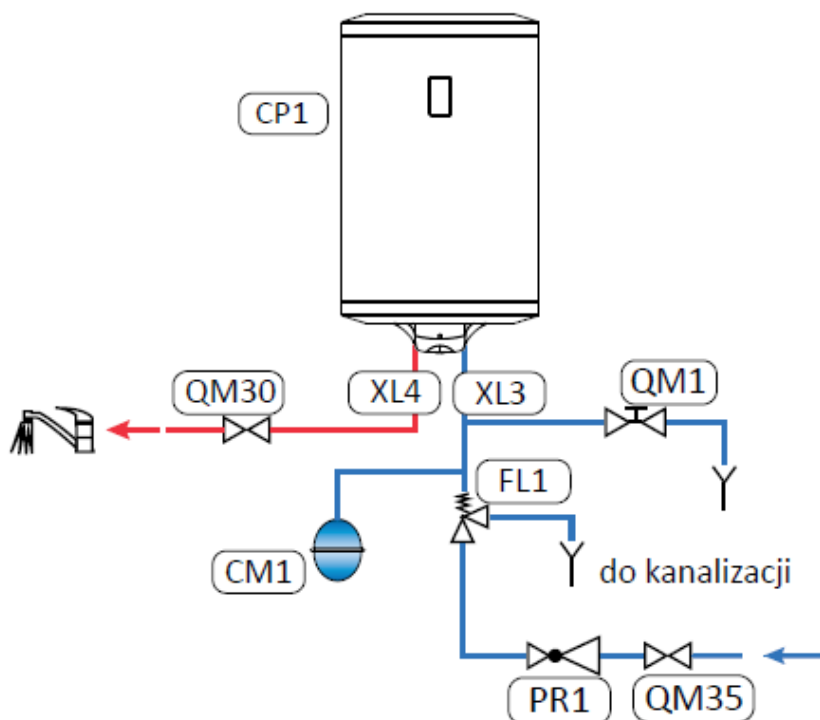 CP1
QM30
XL4
XL3
QM1
FL1
CM1
do kanalizacji
PR1
QM35